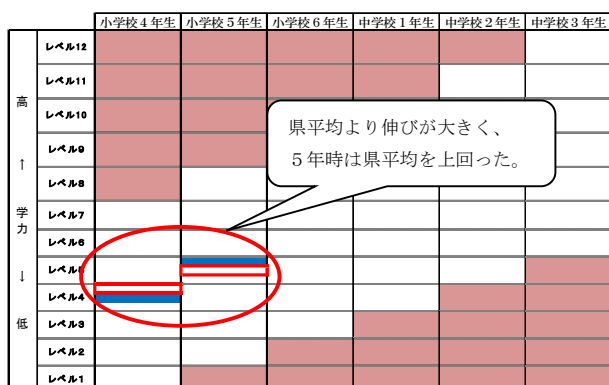 小学校４年生 小学校５年生 小学校６年生 中学校１年生 中学校２年生 中学校３年生
高
↑
学力
↓
低
レベル12
レベル11
レベル10
レベル9
レベル8
レベル7
レベル6
レベル5
レベル4
レベル3
レベル2
レベル1
県平均より伸びが大きく、
５年時は県平均を上回った。